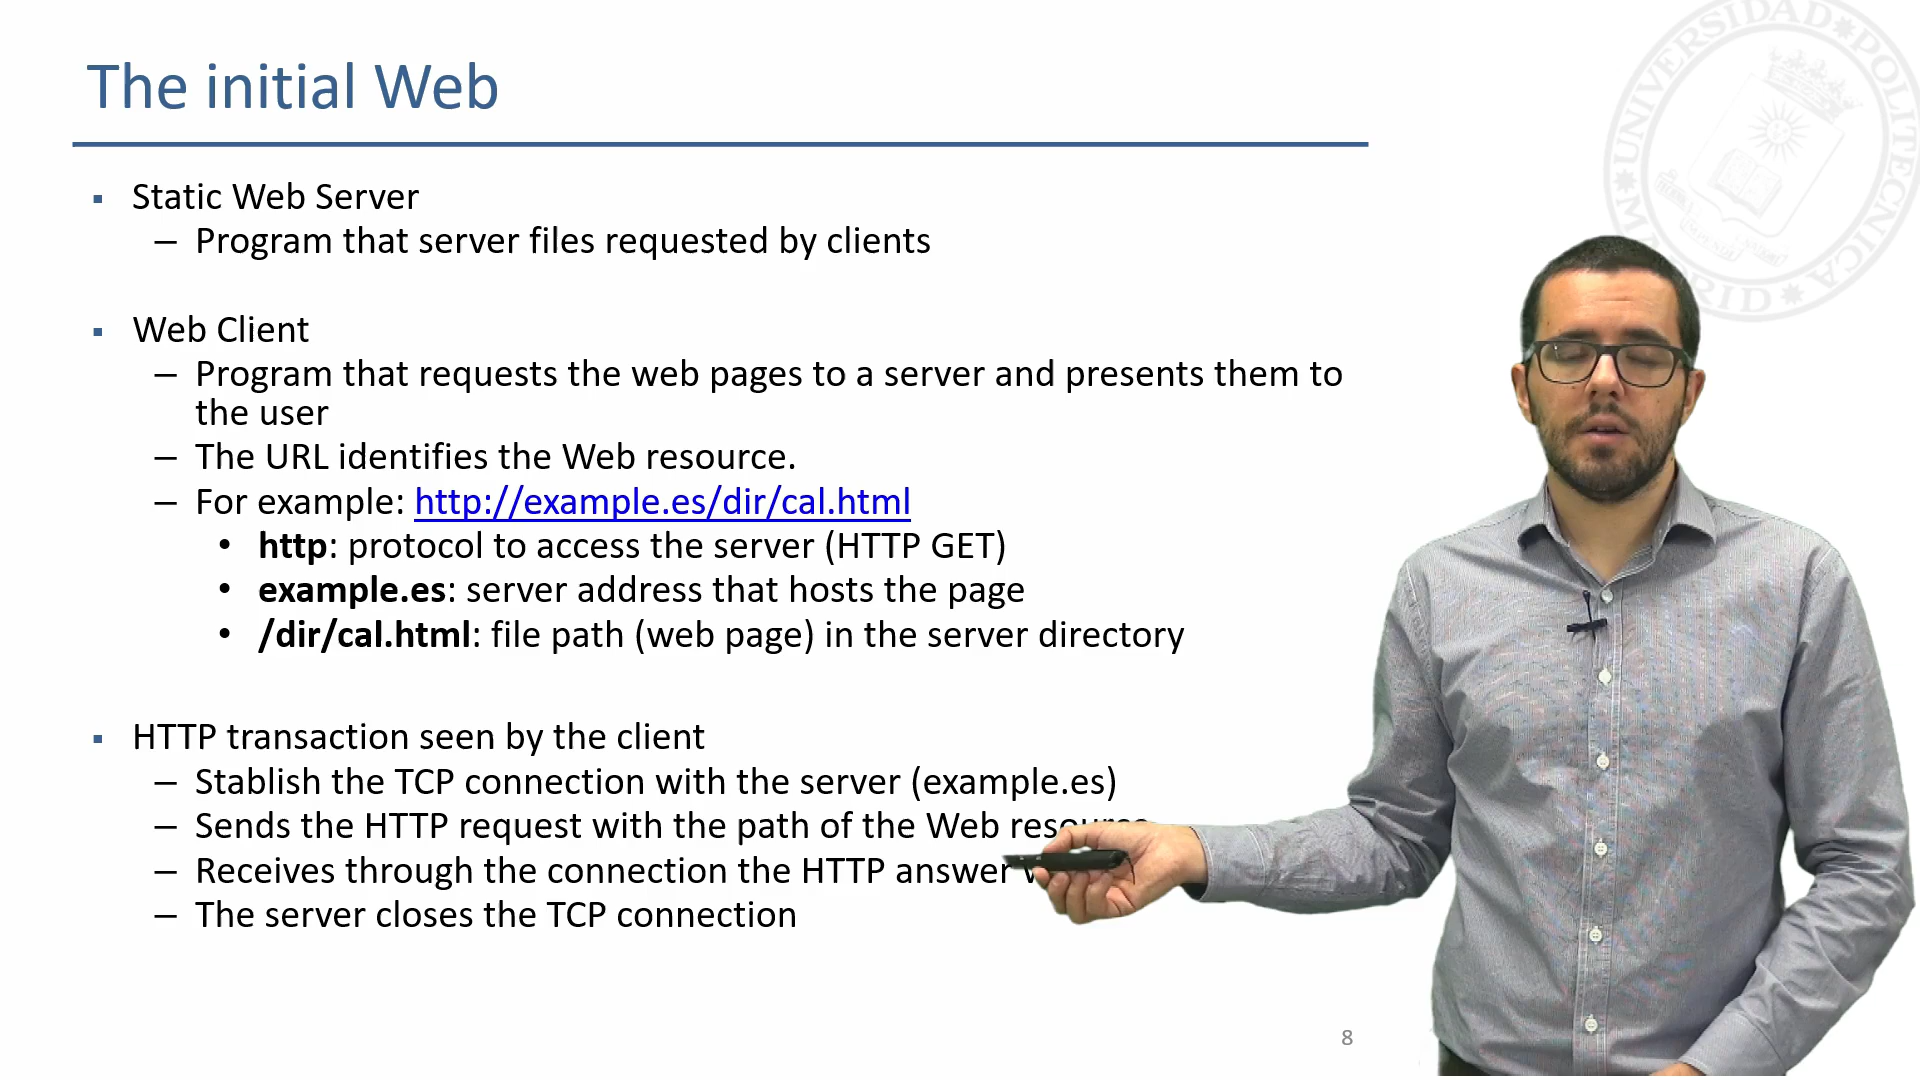 The initial Web
▪ Static Web Server
– Program that server files requested by clients
▪ Web Client
– Program that requests the web pages to a server and presents them to
the user
– The URL identifies the Web resource.
– For example: http://example.es/dir/cal.html
• http: protocol to access the server (HTTP GET)
• example.es: server address that hosts the page
• /dir/cal.html: file path (web page) in the server directory
▪ HTTP transaction seen by the client
– Stablish the TCP connection with the server (example.es)
– Sends the HTTP request with the path of the Web resource
– Receives through the connection the HTTP answer
– The server closes the TCP connection
8
UNIVERSIDAD POLITECNICA